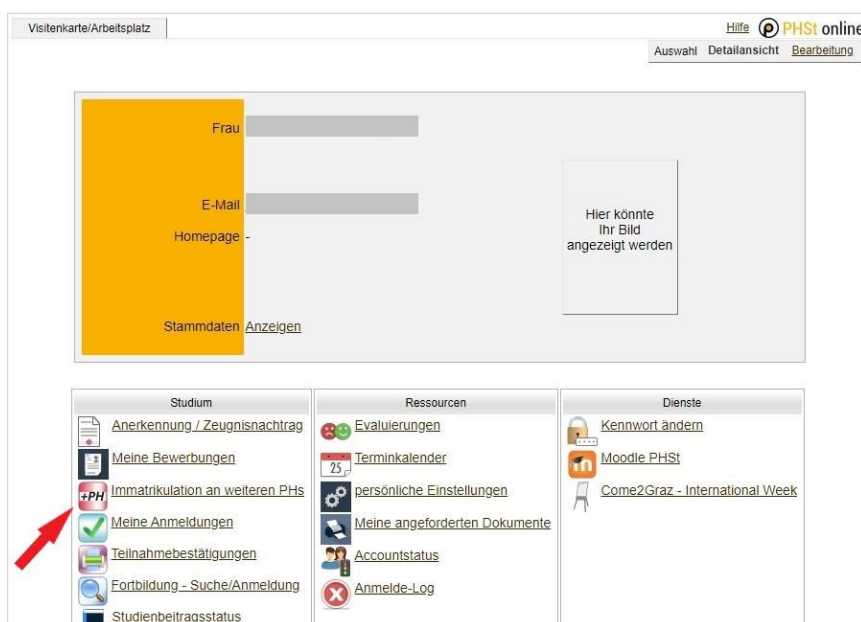 Visitenkarte/Arbeitsplatz
Hilfe PHSt online
Auswahl Detailansicht Bearbeitung
Frau
E-Mail
Homepage -
Stammdaten Anzeigen
Hier könnte
Ihr Bild
angezeigt werden
Studium
Anerkennung / Zeugnisnachtrag
Meine Bewerbungen
+PH Immatrikulation an weiteren PHs
Meine Anmeldungen
Teilnahmebestätigungen
Fortbildung - Suche/Anmeldung
Studienbeitragsstatus
Ressourcen
Evaluierungen
25 Terminkalender
persönliche Einstellungen
Meine angeforderten Dokumente
Accountstatus
Anmelde-Log
Dienste
Kennwort ändern
Moodle PHSt
Come2Graz - International Week